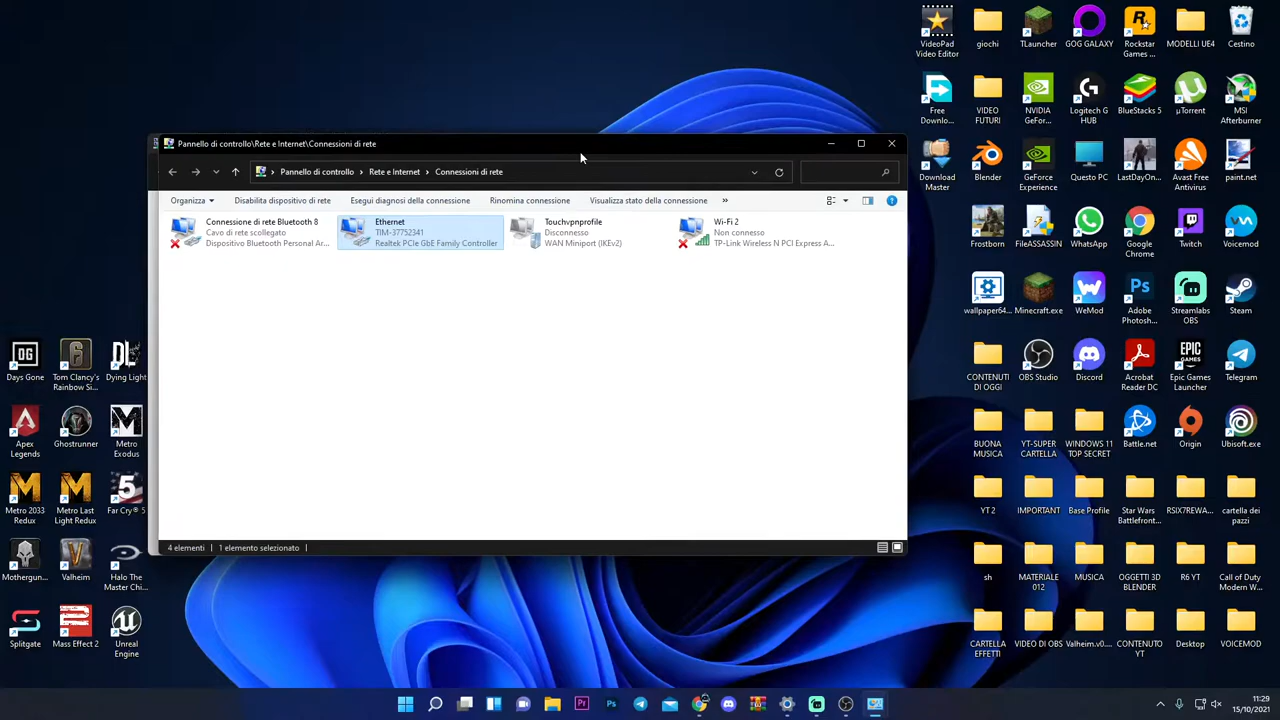 VideoPad
Video Editor
giochi
TLauncher
GOG GALAXY
Rockstar
Games ...
MODELLI UE4
Cestino
Free
Downlo...
VIDEO
FUTURI
NVIDIA
GeFor...
Logitech G
HUB
BlueStacks 5
µTorrent
MSI
Afterburner
Pannello di controllo\Rete e Internet\Connessioni di rete
Pannello di controllo
Rete e Internet
Connessioni di rete
Organizza
Disabilita dispositivo di rete
Esegui diagnosi della connessione
Rinomina connessione
Visualizza stato della connessione
»
Connessione di rete Bluetooth 8
Cavo di rete scollegato
Dispositivo Bluetooth Personal Ar...
Ethernet
TIM-37752341
Realtek PCIe GbE Family Controller
Touchvpnprofile
Disconnesso
WAN Miniport (IKEv2)
Wi-Fi 2
Non connesso
TP-Link Wireless N PCI Express A...
4 elementi
1 elemento selezionato
Download
Master
Blender
GeForce
Experience
Questo PC
LastDayOn...
Avast Free
Antivirus
paint.net
Frostborn
FileASSASSIN
WhatsApp
Google
Chrome
Twitch
Voicemod
wallpaper64...
Minecraft.exe
WeMod
Ps
Adobe
Photosh...
Streamlabs
OBS
Steam
DG
Days Gone
6
Tom Clancy's
Rainbow Si...
DL
Dying Light
CONTENUTI
DI OGGI
OBS Studio
Discord
Acrobat
Reader DC
EPIC
GAMES
Epic Games
Launcher
Telegram
Apex
Legends
Ghostrunner
Metro
Exodus
BUONA
MUSICA
YT-SUPER
CARTELLA
WINDOWS 11
TOP SECRET
Battle.net
Origin
Ubisoft.exe
Metro 2033
Redux
Metro Last
Light Redux
5
Far Cry® 5
YT 2
IMPORTANT
Base Profile
Star Wars
Battlefront...
RSIX7REWA...
cartella dei
pazzi
Mothergun...
Valheim
Halo The
Master Chi...
sh
MATERIALE
012
MUSICA
OGGETTI 3D
BLENDER
R6 YT
Call of Duty
Modern W...
Splitgate
Mass Effect 2
Unreal
Engine
CARTELLA
EFFETTI
VIDEO DI OBS
Valheim.v0....
CONTENUTO
YT
Desktop
VOICEMOD
Pr
Ps
11:29
15/10/2021